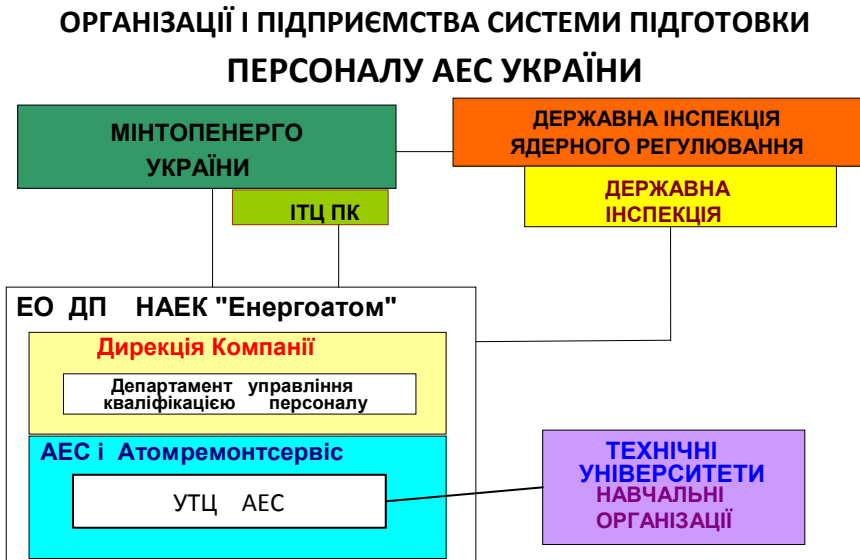 ОРГАНІЗАЦІЇ І ПІДПРИЄМСТВА СИСТЕМИ ПІДГОТОВКИ
ПЕРСОНАЛУ АЕС УКРАЇНИ
МІНТОПЕНЕРГО
УКРАЇНИ
ДЕРЖАВНА ІНСПЕКЦІЯ
ЯДЕРНОГО РЕГУЛЮВАННЯ
ІТЦ ПК
ДЕРЖАВНА
ІНСПЕКЦІЯ
ЕО ДП НАЕК "Енергоатом"
Дирекція Компанії
Департамент управління
кваліфікацією персоналу
АЕС і Атомремонтсервіс
УТЦ АЕС
ТЕХНІЧНІ
УНІВЕРСИТЕТИ
НАВЧАЛЬНІ
ОРГАНІЗАЦІЇ